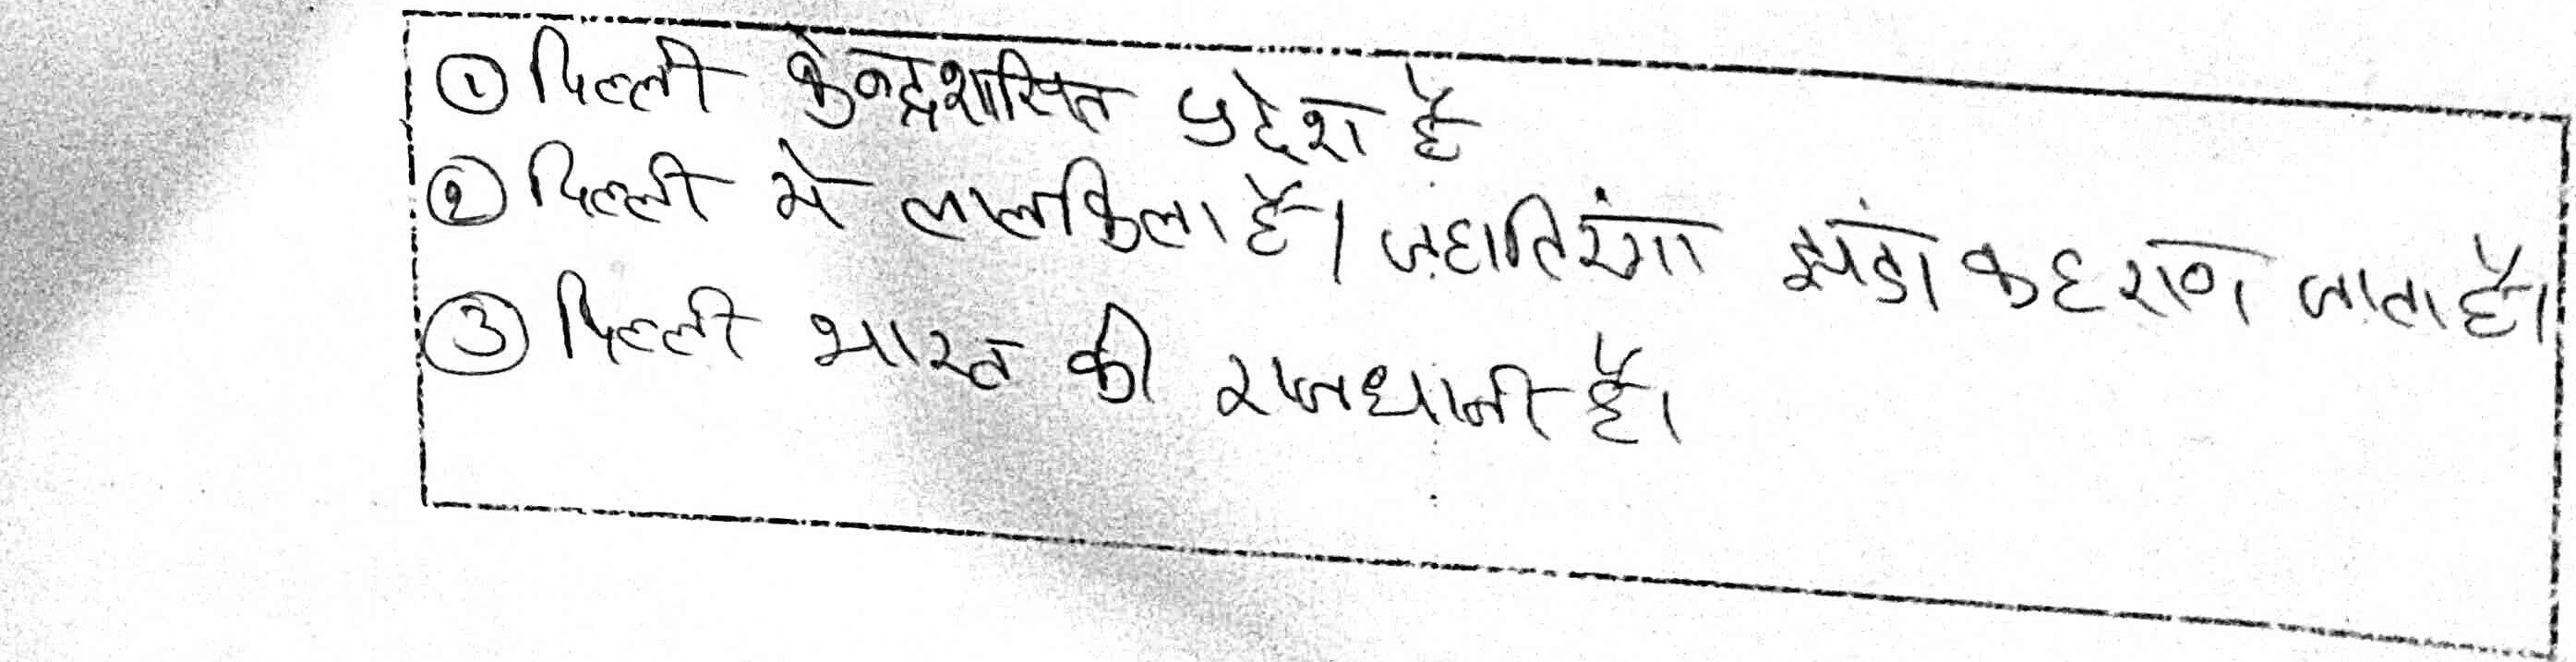 ① दिल्ली केन्द्रशासित प्रदेश है
② दिल्ली मे लालकिला है। जहा तिरंगा झंडा फहराया जाता है।
③ दिल्ली भारत की राजधानी है।